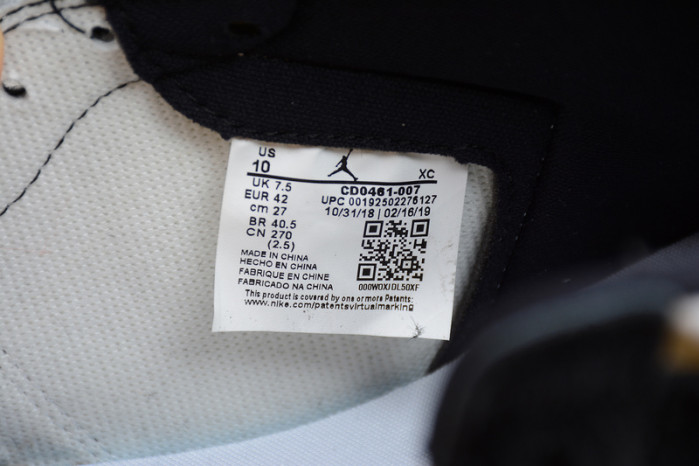 US
10
XC
UK 7.5
EUR 42
cm 27
BR 40.5
CN 270
(2.5)
CD0461-007
UPC 00192502276127
10/31/18 | 02/16/19
MADE IN CHINA
HECHO EN CHINA
FABRIQUE EN CHINE
FABRICADO NA CHINA
000WOXIDL50XF
This product is covered by one or more Patents:
www.nike.com/patentsvirtualmarking